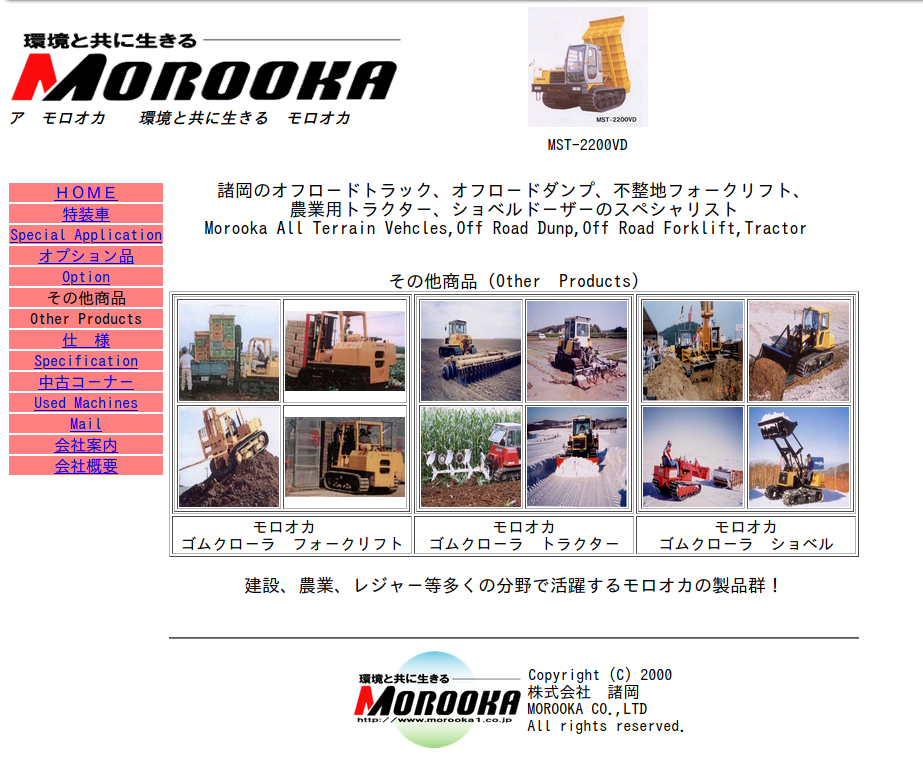 環境と共に生きる
MOROOKA
ア　モロオカ　　環境と共に生きる　モロオカ
MST-2200VD
MST-2200VD
ＨＯＭＥ
特装車
Special Application
オプション品
Option
その他商品
Other Products
仕　様
Specification
中古コーナー
Used Machines
Mail
会社案内
会社概要
諸岡のオフロードトラック、オフロードダンプ、不整地フォークリフト、
農業用トラクター、ショベルドーザーのスペシャリスト
Morooka All Terrain Vehcles,Off Road Dunp,Off Road Forklift,Tractor
その他商品（Other　Products）
モロオカ
ゴムクローラ　フォークリフト
モロオカ
ゴムクローラ　トラクター
モロオカ
ゴムクローラ　ショベル
建設、農業、レジャー等多くの分野で活躍するモロオカの製品群！
環境と共に生きる
MOROOKA
http://www.morooka1.co.jp
Copyright (C) 2000
株式会社　諸岡
MOROOKA CO.,LTD
All rights reserved.